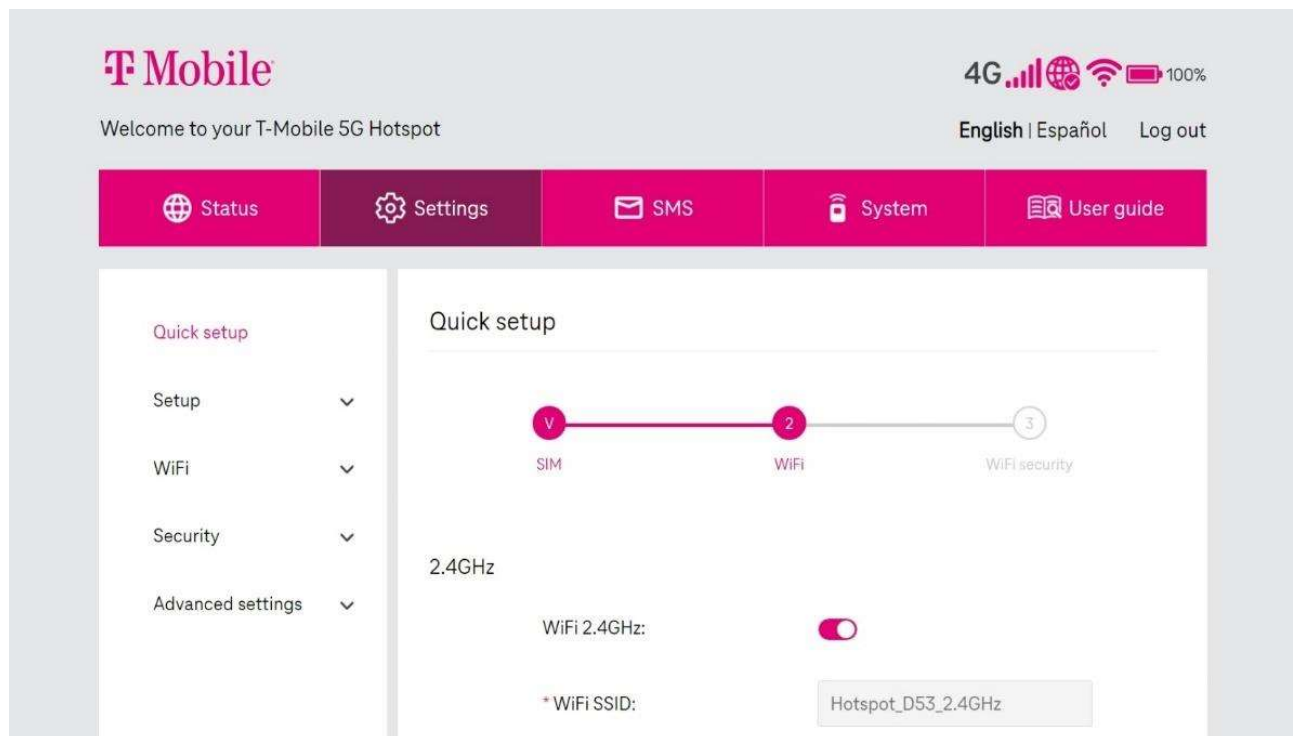 T Mobile
4G 100%
Welcome to your T-Mobile 5G Hotspot
English | Español Log out
Status Settings SMS System User guide
Quick setup
Setup
WiFi
Security
Advanced settings
Quick setup
V 2 3
SIM WiFi WiFi security
2.4GHz
WiFi 2.4GHz:
* WiFi SSID: Hotspot_D53_2.4GHz